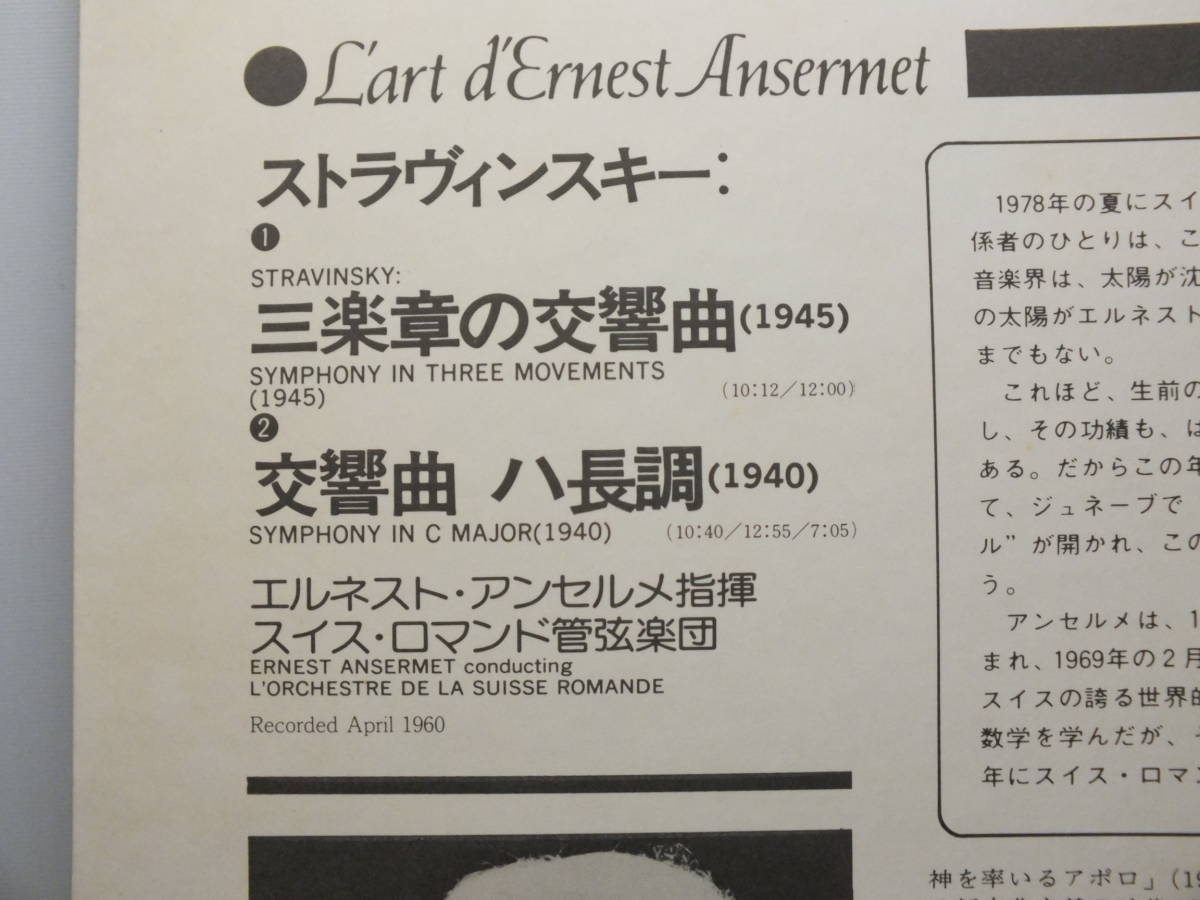 ●L'art d'Ernest Ansermet
ストラヴィンスキー：
❶
STRAVINSKY:
三楽章の交響曲(1945)
SYMPHONY IN THREE MOVEMENTS
(1945)
(10:12／12:00)
❷
交響曲 ハ長調(1940)
SYMPHONY IN C MAJOR(1940)
(10:40／12:55／7:05)
エルネスト・アンセルメ指揮
スイス・ロマンド管弦楽団
ERNEST ANSERMET conducting
L'ORCHESTRE DE LA SUISSE ROMANDE
Recorded April 1960
1978年の夏にスイ
係者のひとりは、こ
音楽界は、太陽が沈
の太陽がエルネスト
までもない。
これほど、生前の
し、その功績も、は
ある。だからこの年
て、ジュネーブで
ル”が開かれ、この
う。
アンセルメは、1
まれ、1969年の2月
スイスの誇る世界的
数学を学んだが、そ
年にスイス・ロマン
神を率いるアポロ」(19